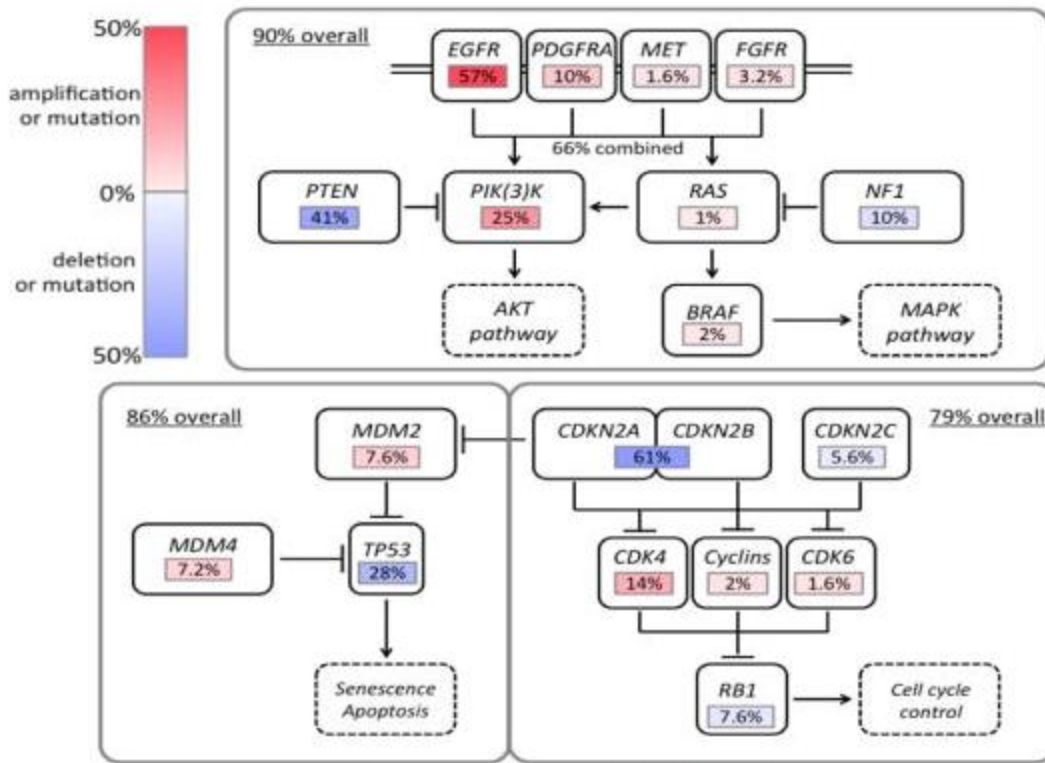 50%
amplification
or mutation
0%
deletion
or mutation
50%
90% overall
EGFR
57%
PDGFRA
10%
MET
1.6%
FGFR
3.2%
66% combined
PTEN
41%
PIK(3)K
25%
RAS
1%
NF1
10%
AKT
pathway
BRAF
2%
MAPK
pathway
86% overall
MDM2
7.6%
MDM4
7.2%
TP53
28%
Senescence
Apoptosis
79% overall
CDKN2A
CDKN2B
61%
CDKN2C
5.6%
CDK4
14%
Cyclins
2%
CDK6
1.6%
RB1
7.6%
Cell cycle
control